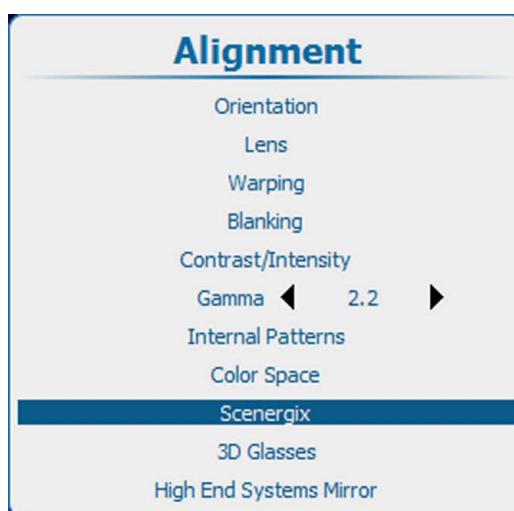 Alignment
Orientation
Lens
Warping
Blanking
Contrast/Intensity
Gamma 2.2
Internal Patterns
Color Space
Scenergix
3D Glasses
High End Systems Mirror